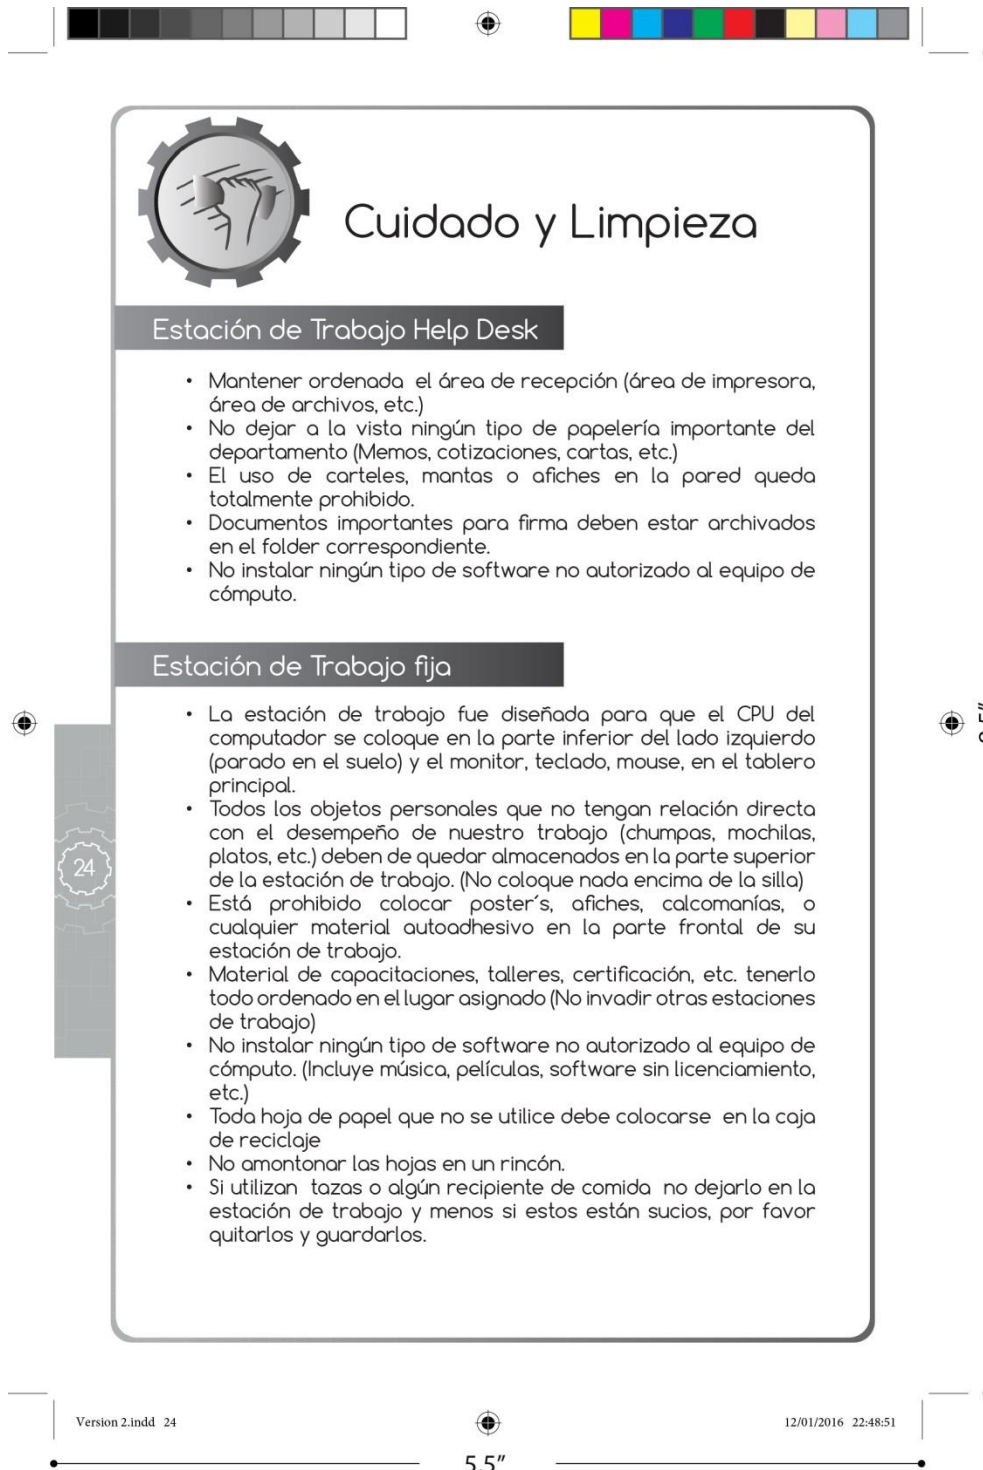 Cuidado y Limpieza
Estación de Trabajo Help Desk
• Mantener ordenada el área de recepción (área de impresora,
área de archivos, etc.)
• No dejar a la vista ningún tipo de papelería importante del
departamento (Memos, cotizaciones, cartas, etc.)
• El uso de carteles, mantas o afiches en la pared queda
totalmente prohibido.
• Documentos importantes para firma deben estar archivados
en el folder correspondiente.
• No instalar ningún tipo de software no autorizado al equipo de
cómputo.
Estación de Trabajo fija
• La estación de trabajo fue diseñada para que el CPU del
computador se coloque en la parte inferior del lado izquierdo
(parado en el suelo) y el monitor, teclado, mouse, en el tablero
principal.
• Todos los objetos personales que no tengan relación directa
con el desempeño de nuestro trabajo (chumpas, mochilas,
platos, etc.) deben de quedar almacenados en la parte superior
de la estación de trabajo. (No coloque nada encima de la silla)
• Está prohibido colocar poster´s, afiches, calcomanías, o
cualquier material autoadhesivo en la parte frontal de su
estación de trabajo.
• Material de capacitaciones, talleres, certificación, etc. tenerlo
todo ordenado en el lugar asignado (No invadir otras estaciones
de trabajo)
• No instalar ningún tipo de software no autorizado al equipo de
cómputo. (Incluye música, películas, software sin licenciamiento,
etc.)
• Toda hoja de papel que no se utilice debe colocarse en la caja
de reciclaje
• No amontonar las hojas en un rincón.
• Si utilizan tazas o algún recipiente de comida no dejarlo en la
estación de trabajo y menos si estos están sucios, por favor
quitarlos y guardarlos.
24
Version 2.indd 24
12/01/2016 22:48:51
5.5"